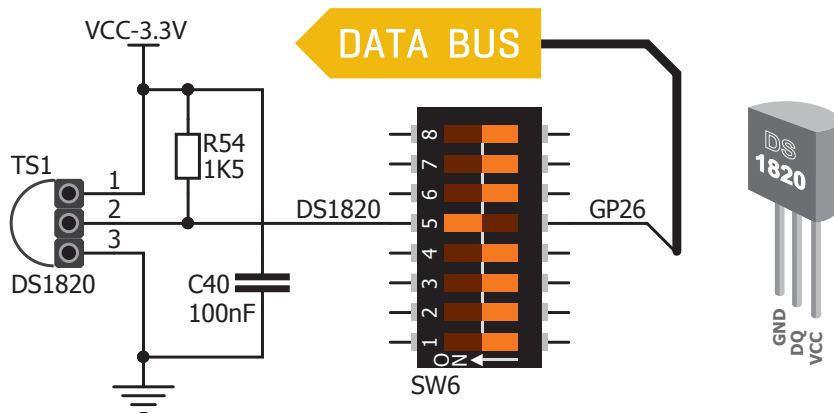 VCC-3.3V
DATA BUS
R54
1K5
TS1
1
2
3
DS1820
C40
100nF
DS1820
8
7
6
5
4
3
2
1
ON
SW6
GP26
DS
1820
GND
DQ
VCC